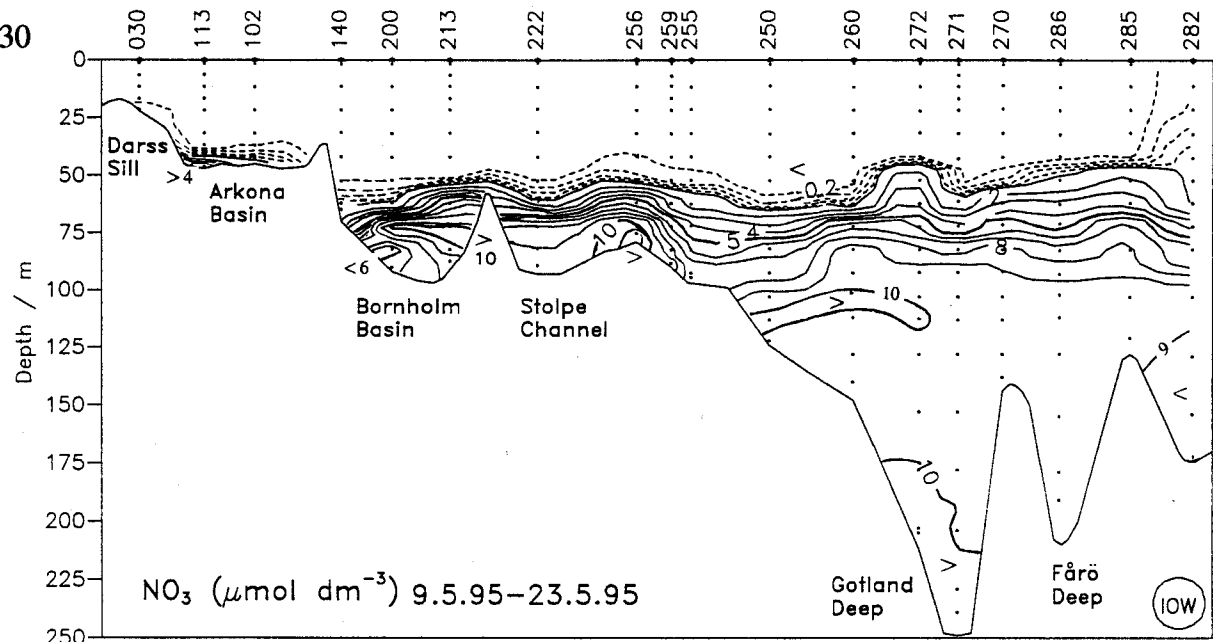 30
030 113 102 140 200 213 222 256 259 255 250 260 272 271 270 286 285 282
0
25
50
75
100
125
150
175
200
225
250
Depth / m
Darss
Sill
>4
Arkona
Basin
<6
Bornholm
Basin
>
10
Stolpe
Channel
10
>
<
0.2
5
4
2
8
>
10
9
<
10
>
Gotland
Deep
Fårö
Deep
NO₃ (μmol dm⁻³) 9.5.95–23.5.95
IOW